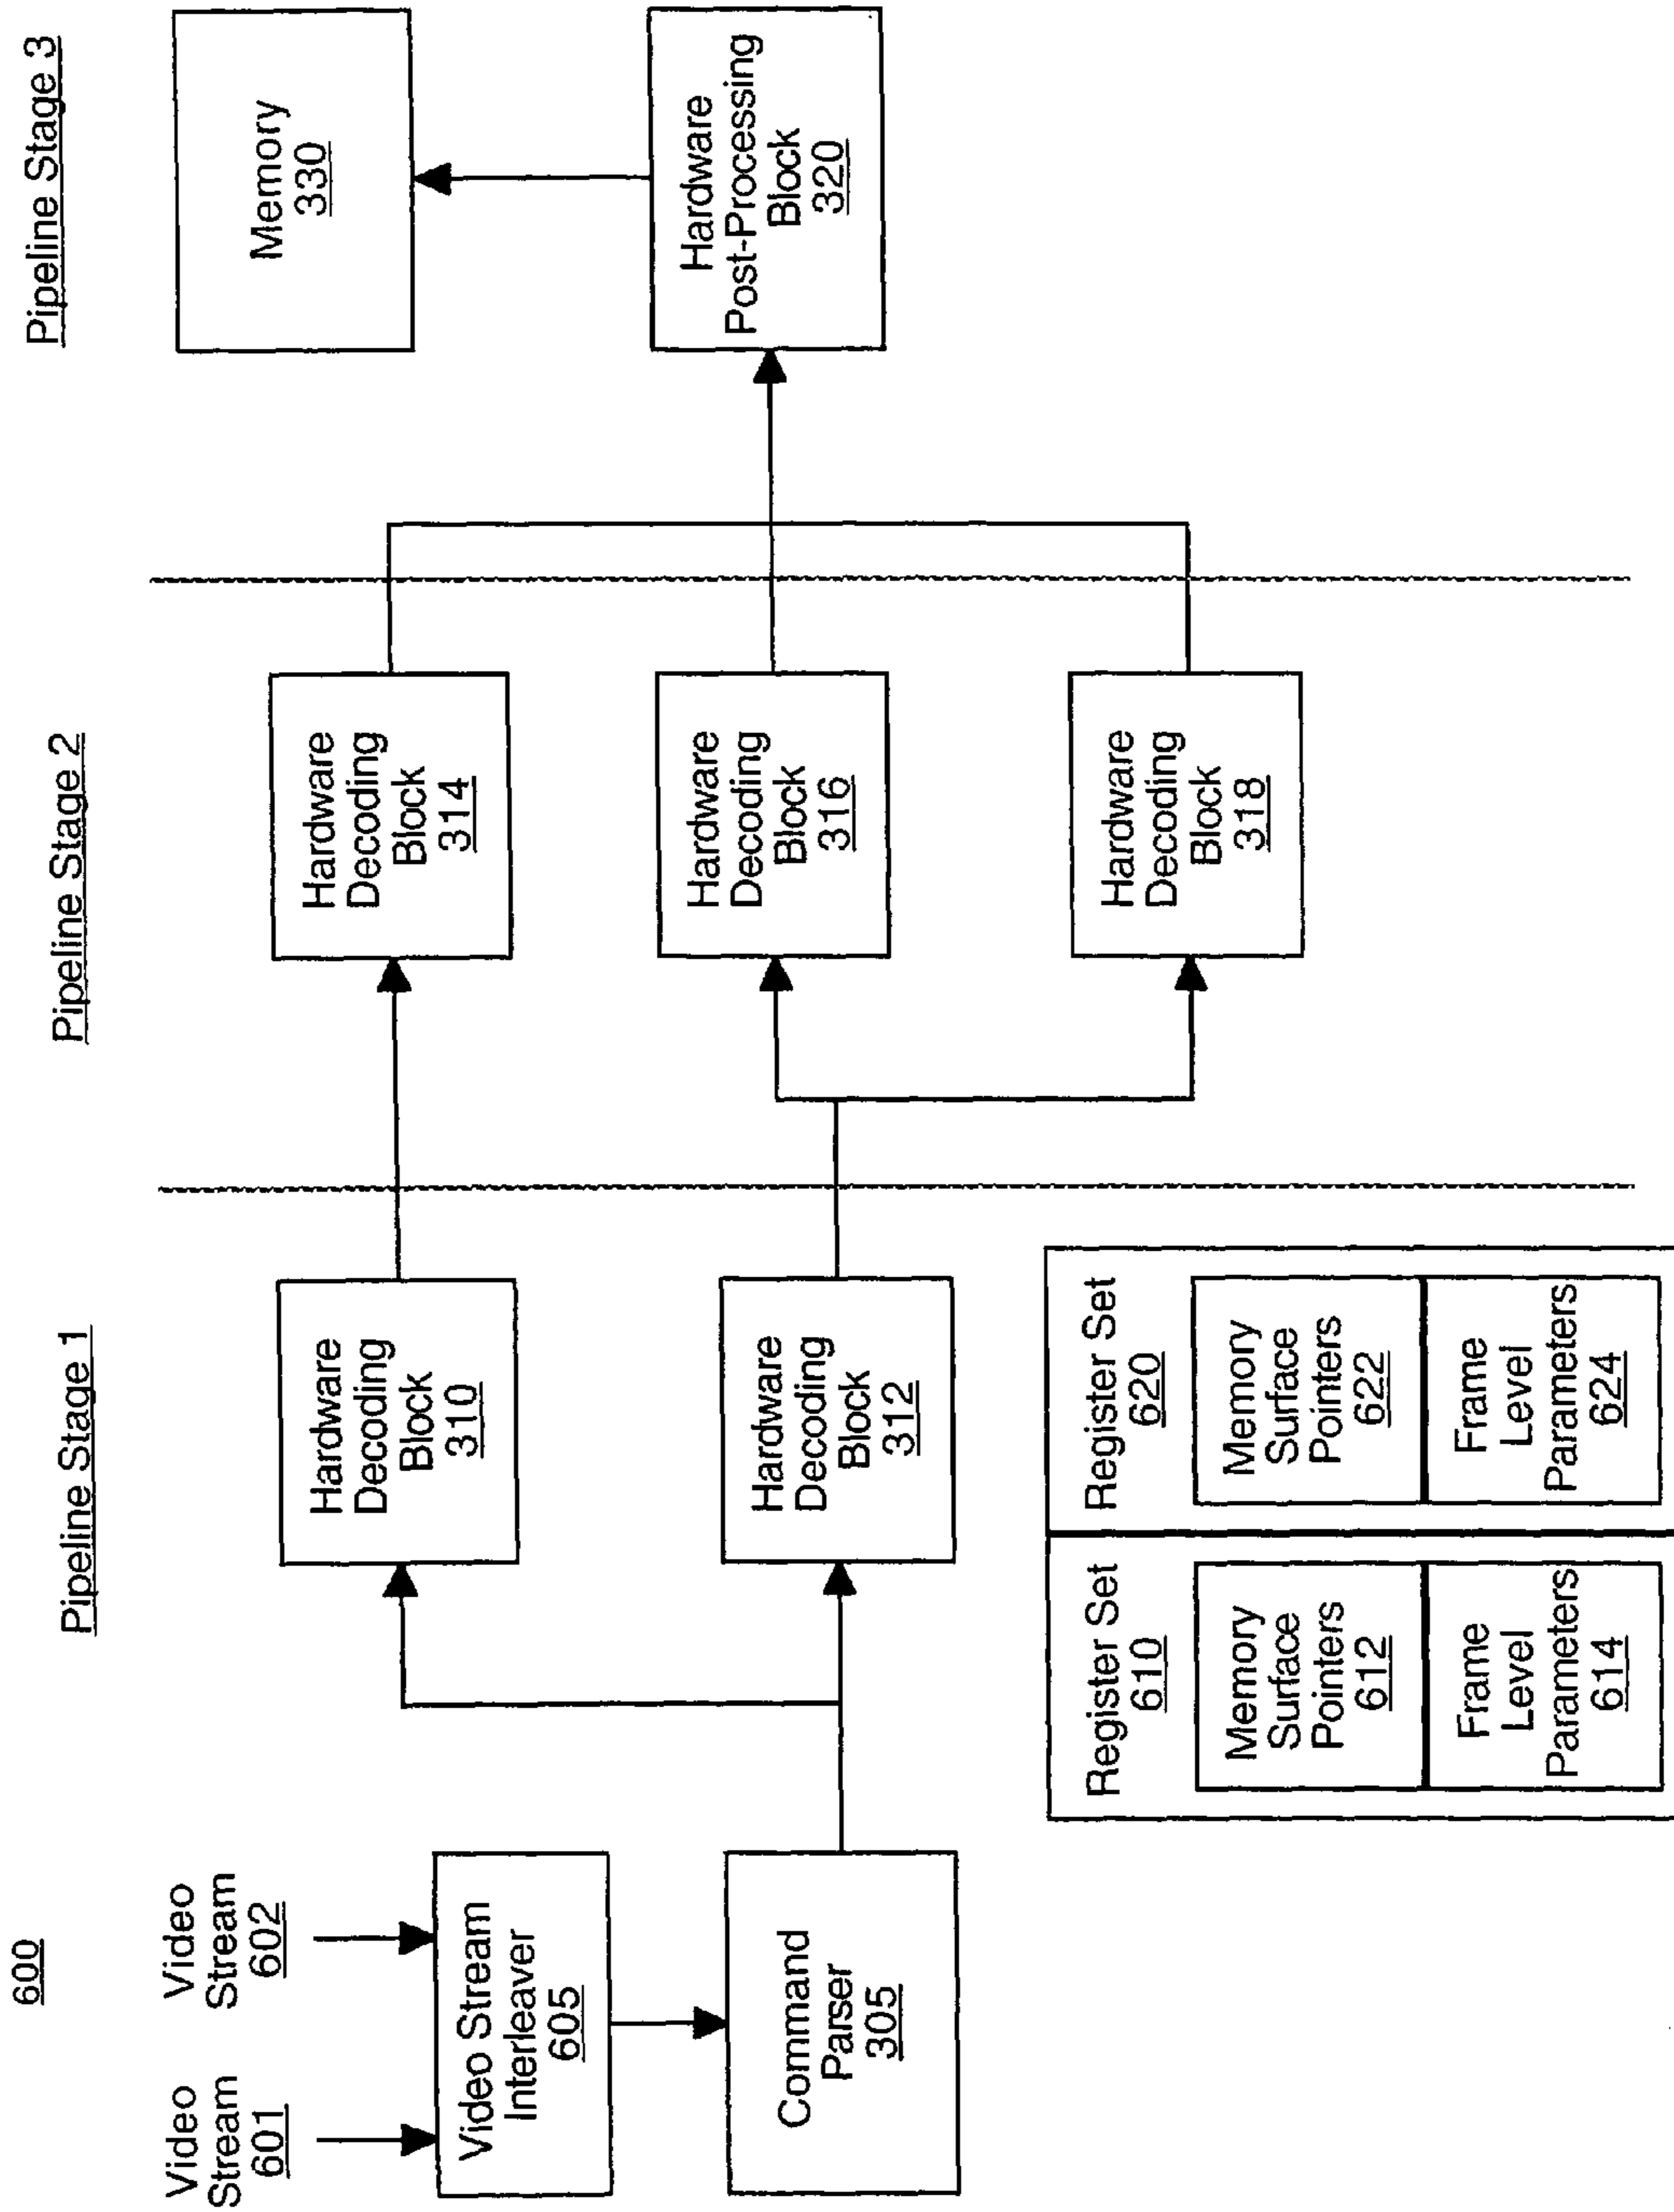 600
Pipeline Stage 1
Pipeline Stage 2
Pipeline Stage 3
Video
Stream
601
Video
Stream
602
Video Stream
Interleaver
605
Command
Parser
305
Hardware
Decoding
Block
310
Hardware
Decoding
Block
312
Hardware
Decoding
Block
314
Hardware
Decoding
Block
316
Hardware
Decoding
Block
318
Memory
330
Hardware
Post-Processing
Block
320
Register Set
610
Memory
Surface
Pointers
612
Frame
Level
Parameters
614
Register Set
620
Memory
Surface
Pointers
622
Frame
Level
Parameters
624